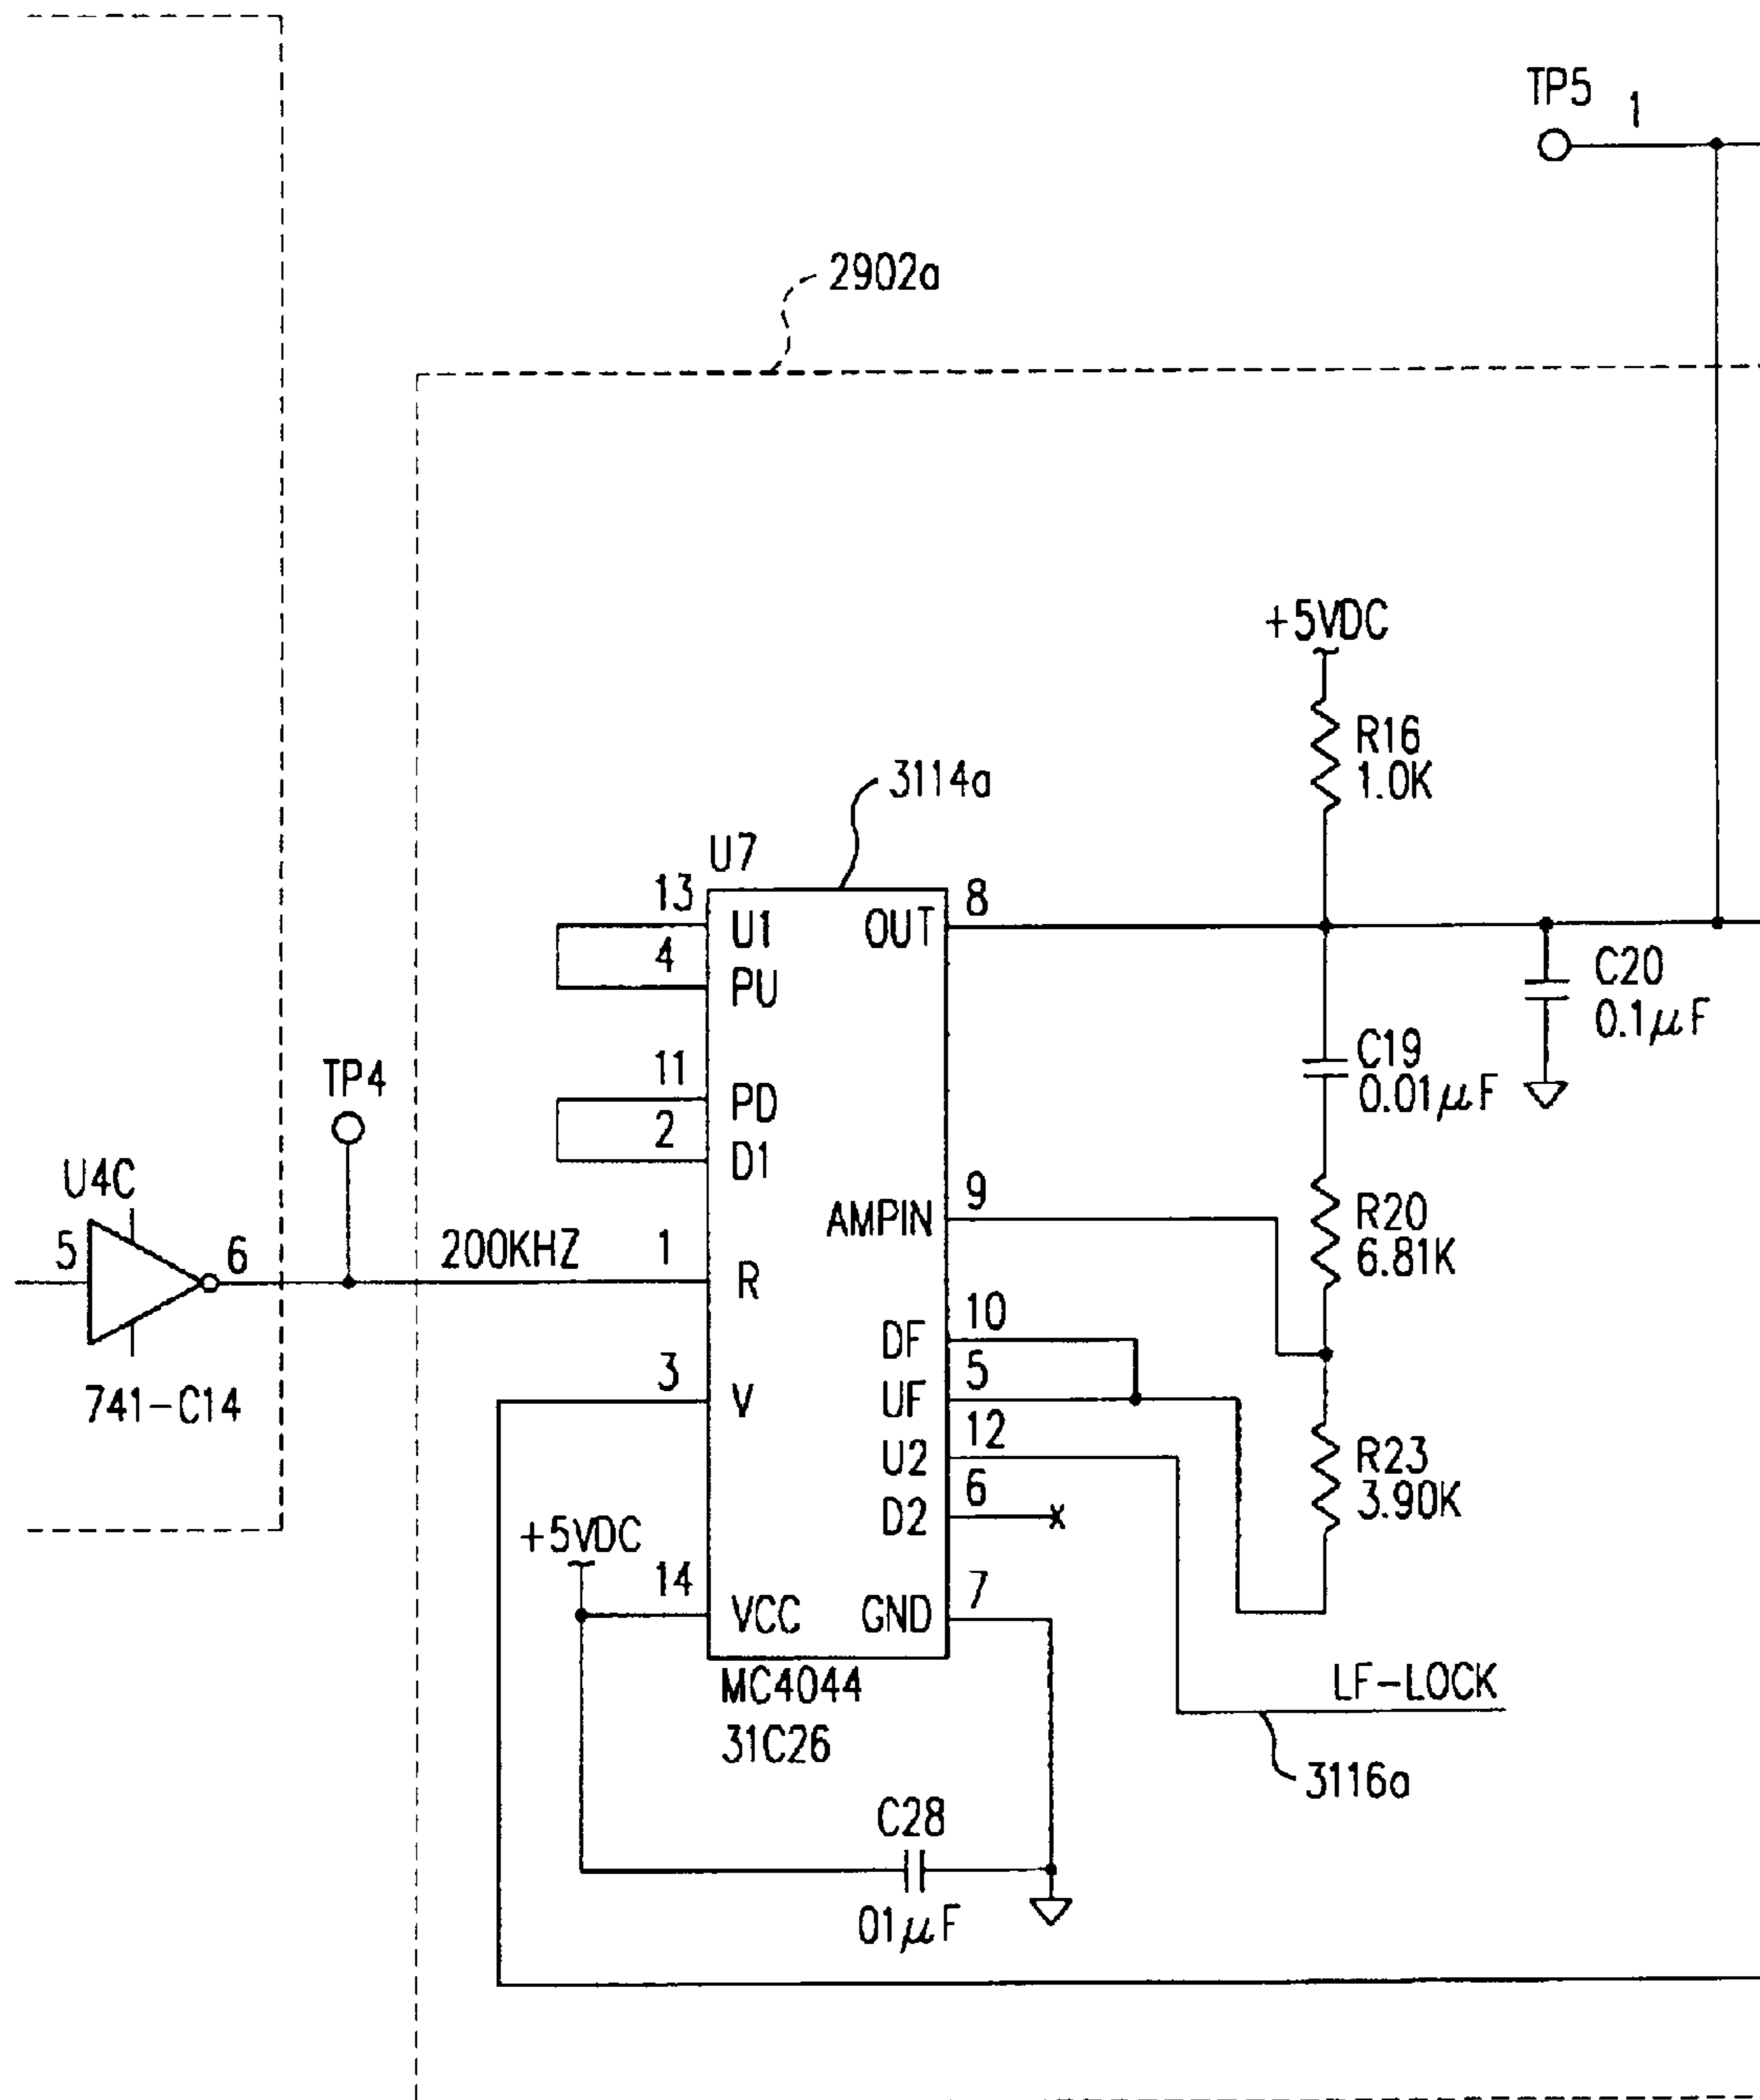 TP5 1
2902a
+5VDC
R16
1.0K
3114a
U7
13
U1
OUT
8
4
PU
C20
0.1µF
C19
0.01µF
11
PD
2
D1
TP4
U4C
5
6
741-C14
200KHZ
1
R
AMPIN
9
R20
6.81K
DF
10
3
V
UF
5
U2
12
D2
6
x
R23
3.90K
+5VDC
14
VCC
GND
7
MC4044
31C26
LF-LOCK
3116a
C28
01µF